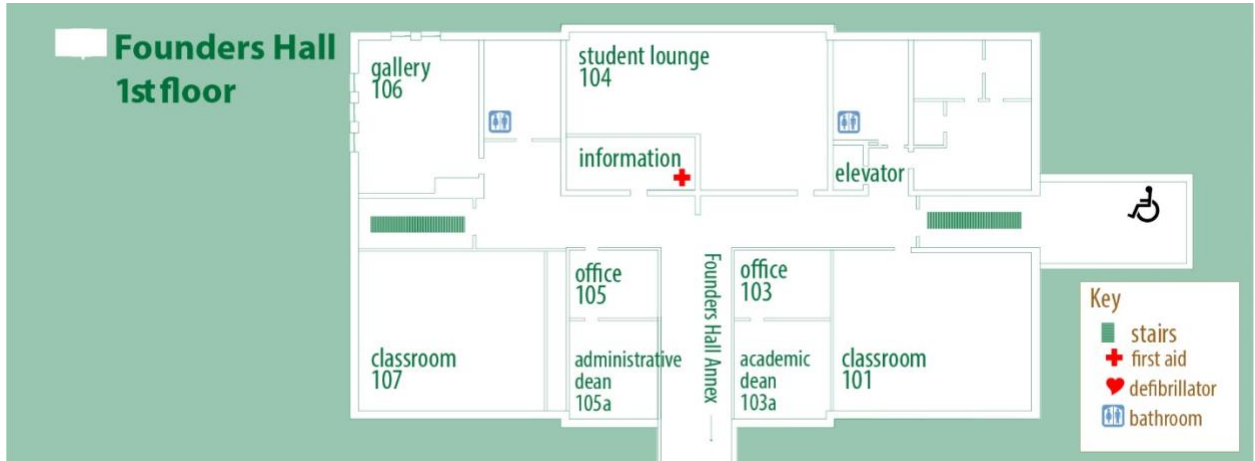 Founders Hall
1st floor
gallery
106
student lounge
104
information
elevator
office
105
office
103
classroom
107
administrative
dean
105a
Founders Hall Annex
academic
dean
103a
classroom
101
Key
stairs
first aid
defibrillator
bathroom